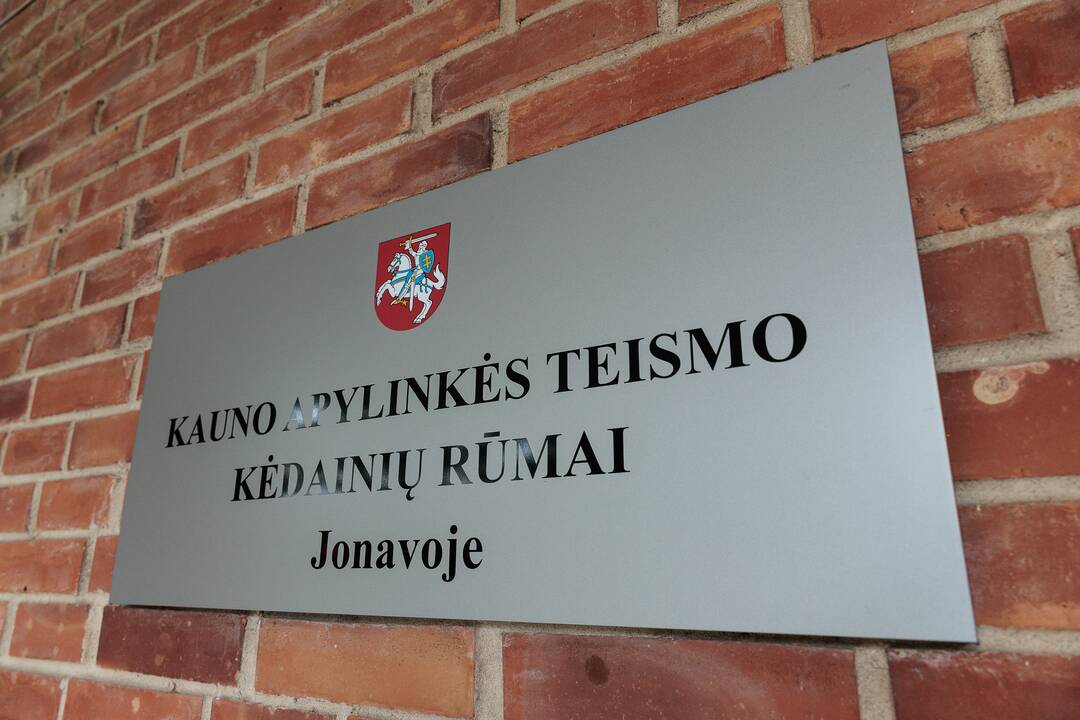 KAUNO APYLINKĖS TEISMO
KĖDAINIŲ RŪMAI
Jonavoje